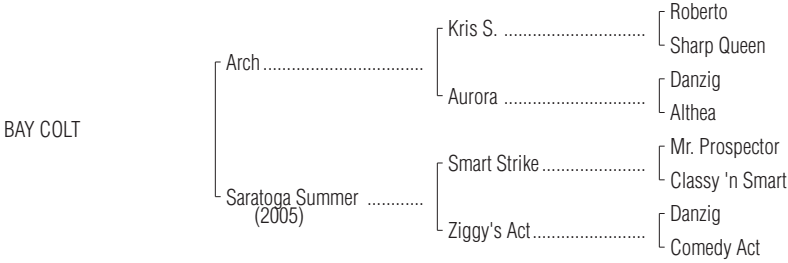 Roberto
Kris S. ..............................
Sharp Queen
Arch ................................
Danzig
Aurora ..............................
Althea
BAY COLT
Mr. Prospector
Smart Strike ......................
Classy 'n Smart
Saratoga Summer ............
(2005)
Danzig
Ziggy's Act ........................
Comedy Act